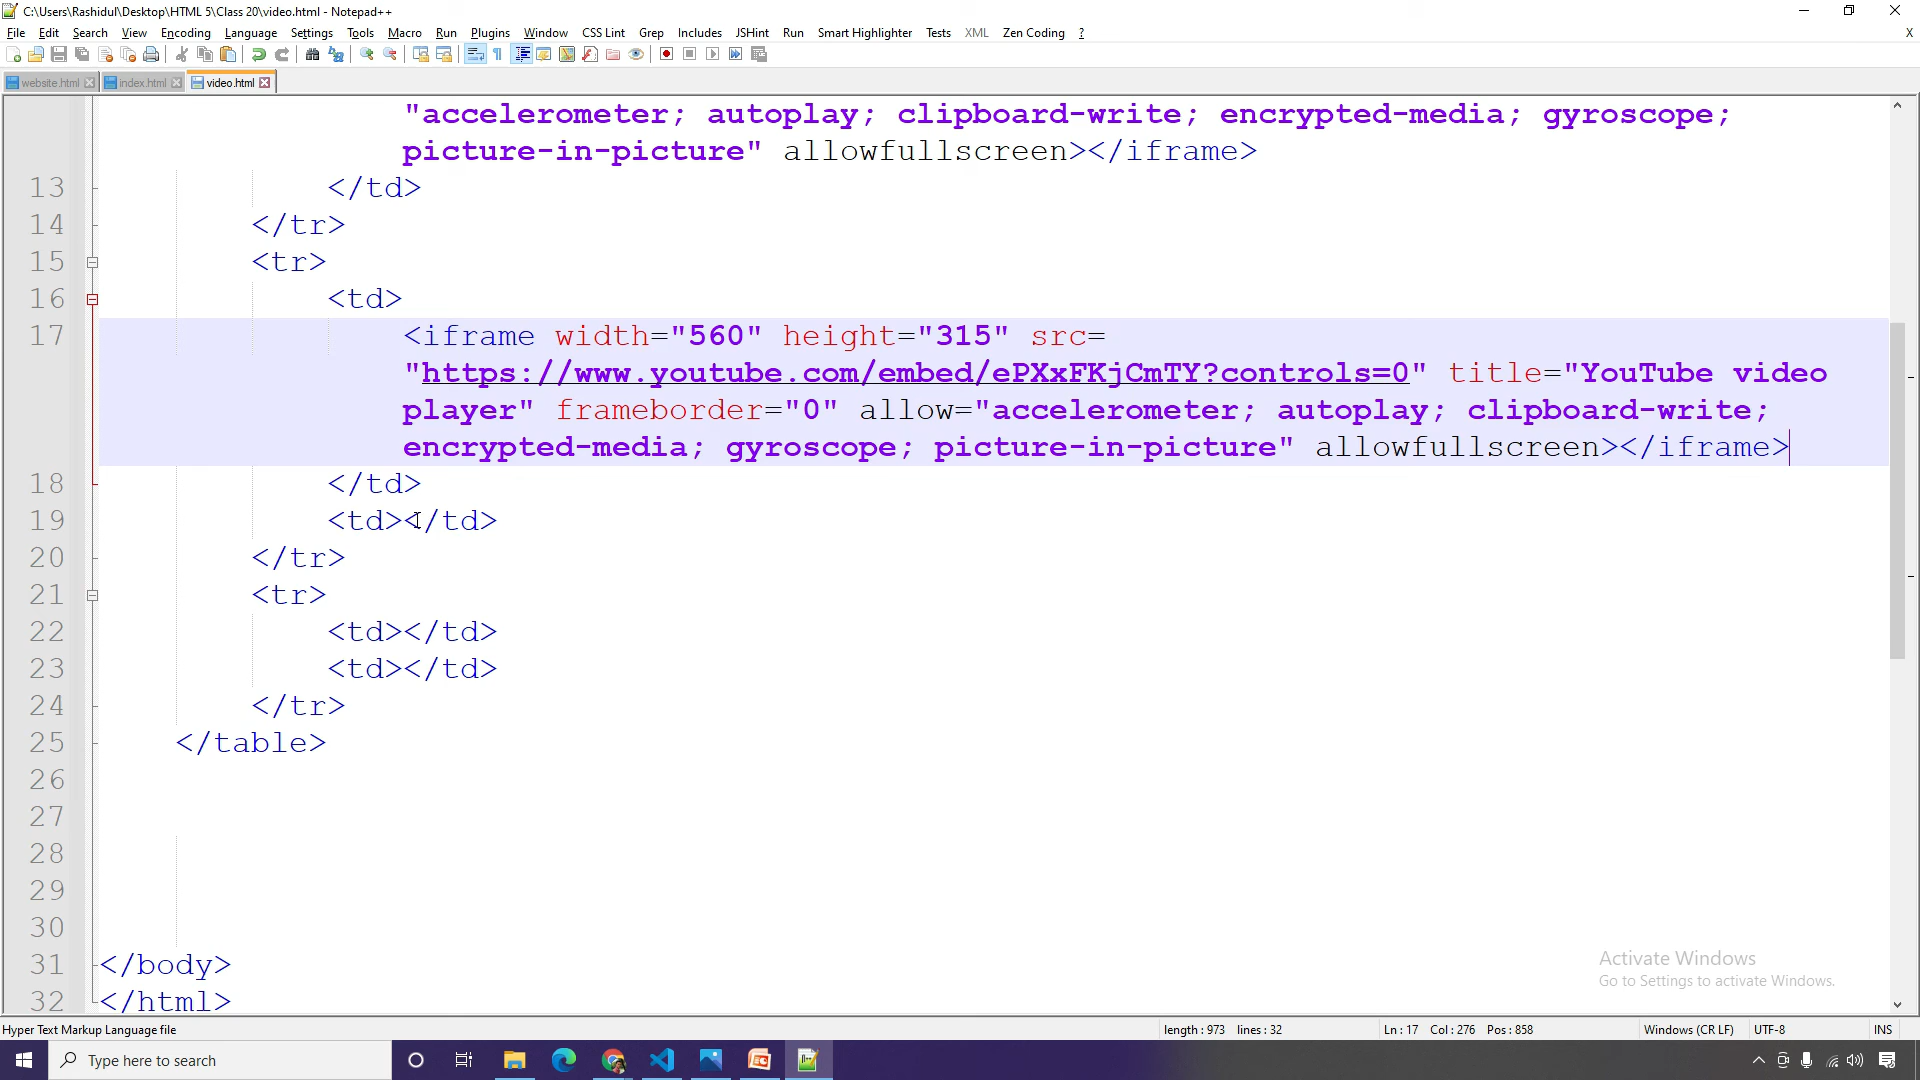 C:\Users\Rashidul\Desktop\HTML 5\Class 20\video.html - Notepad++
File Edit Search View Encoding Language Settings Tools Macro Run Plugins Window CSS Lint Grep Includes JSHint Run Smart Highlighter Tests XML Zen Coding ? X
website.html index.html video.html
"accelerometer; autoplay; clipboard-write; encrypted-media; gyroscope;
picture-in-picture" allowfullscreen></iframe>
13 </td>
14 </tr>
15 <tr>
16 <td>
17 <iframe width="560" height="315" src=
"https://www.youtube.com/embed/ePXxFKjCmTY?controls=0" title="YouTube video
player" frameborder="0" allow="accelerometer; autoplay; clipboard-write;
encrypted-media; gyroscope; picture-in-picture" allowfullscreen></iframe>
18 </td>
19 <td></td>
20 </tr>
21 <tr>
22 <td></td>
23 <td></td>
24 </tr>
25 </table>
26
27
28
29
30
31 </body>
32 </html>
Activate Windows
Go to Settings to activate Windows.
Hyper Text Markup Language file length : 973 lines : 32 Ln : 17 Col : 276 Pos : 858 Windows (CR LF) UTF-8 INS
Type here to search